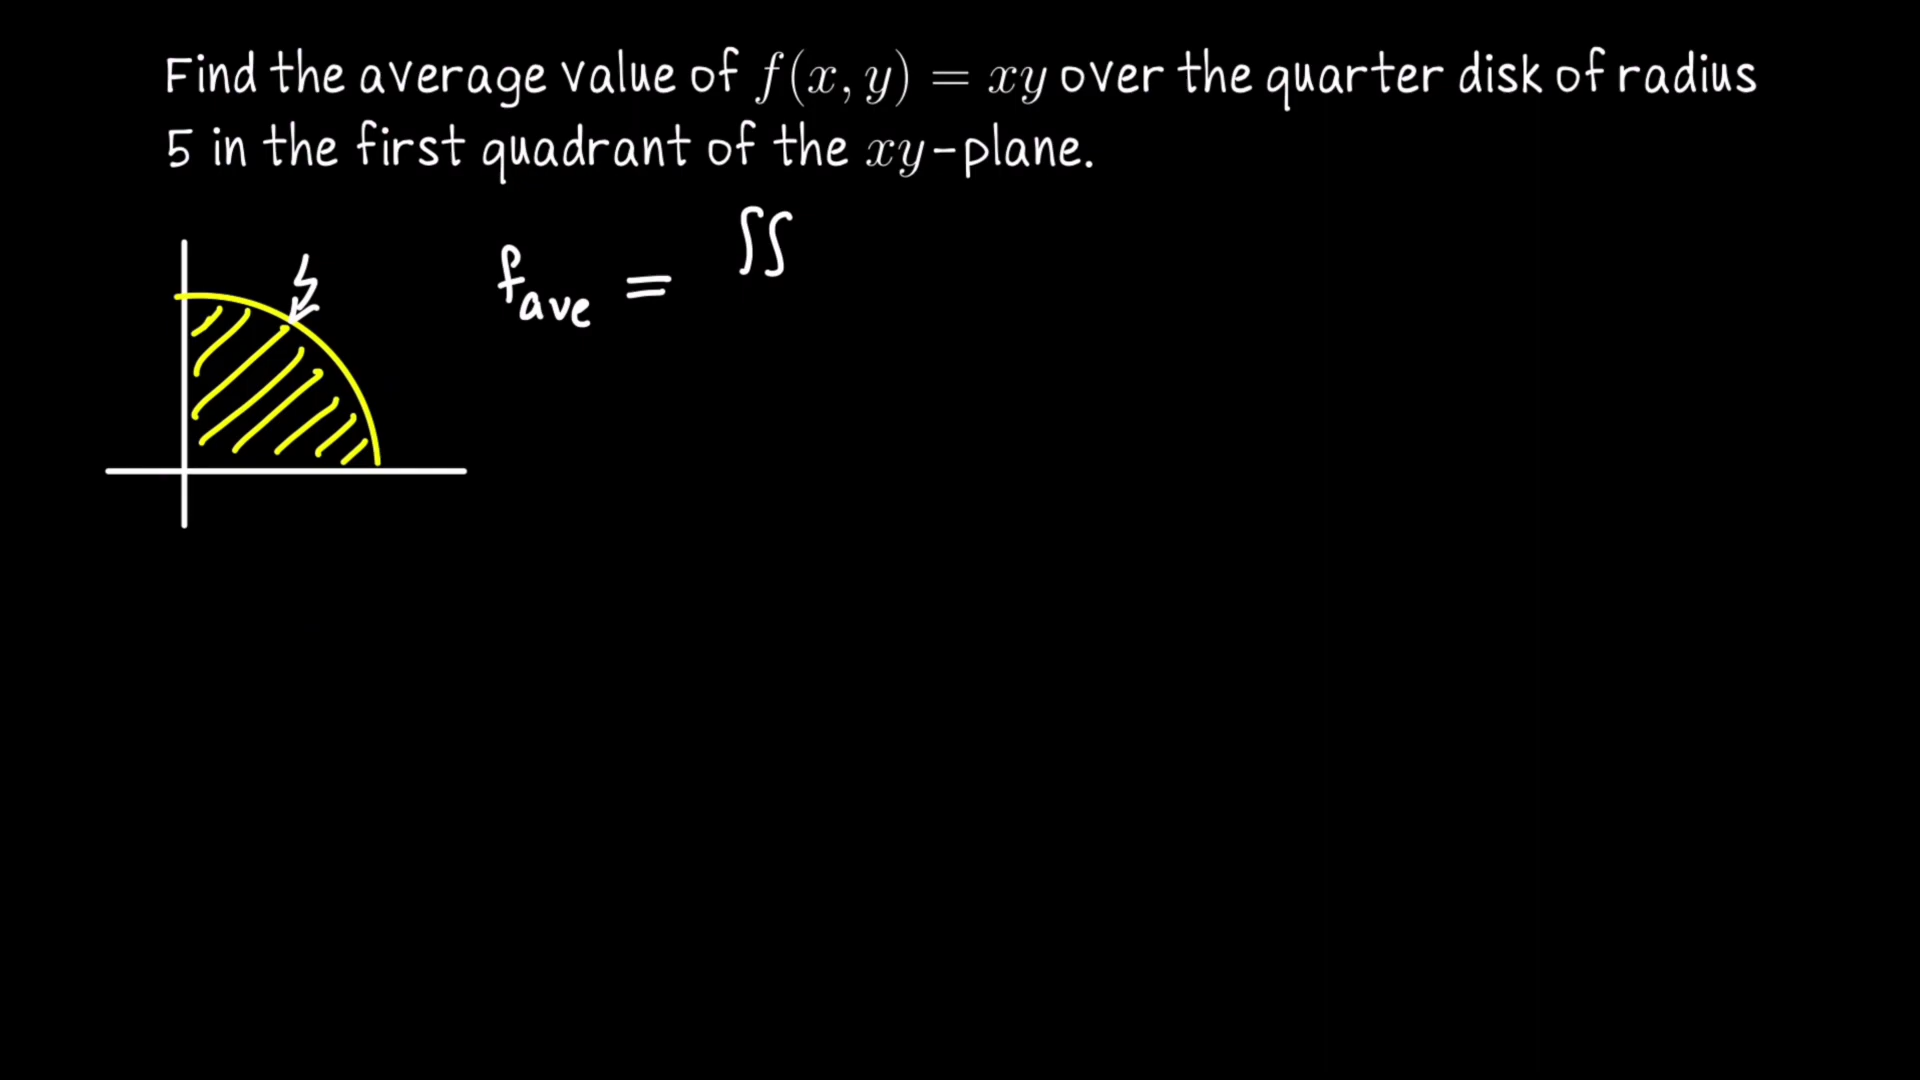 Find the average value of f(x, y) = xy over the quarter disk of radius
5 in the first quadrant of the xy-plane.
f_ave = ∬